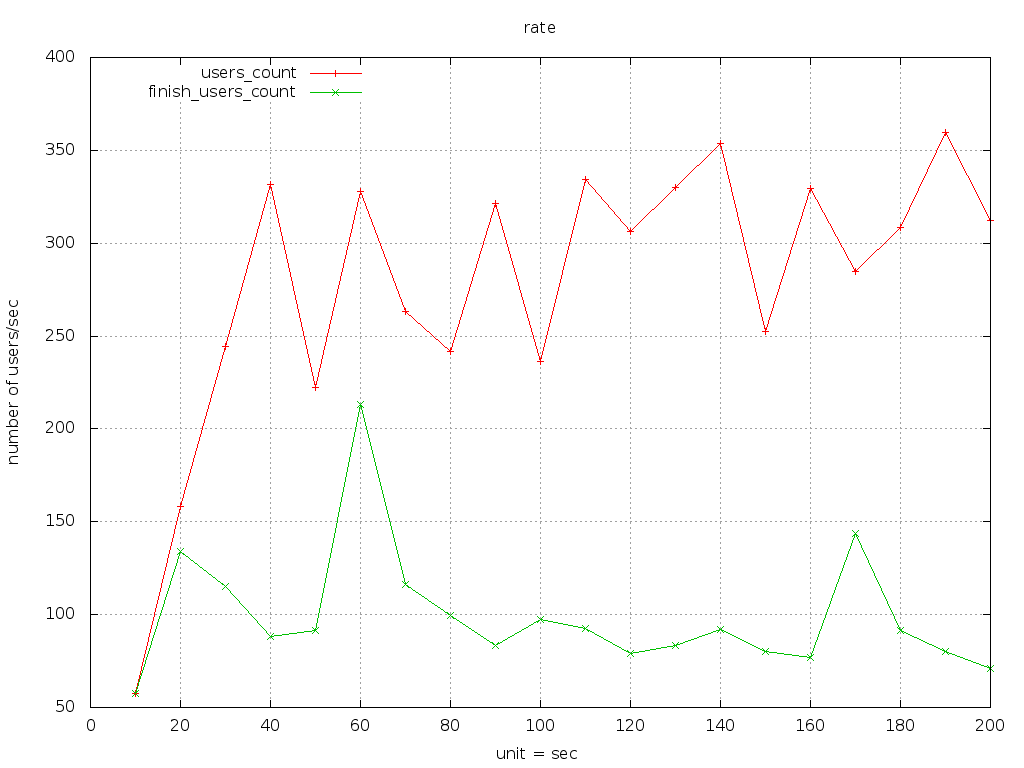 rate
users_count
finish_users_count
400
350
300
250
200
150
100
50
number of users/sec
0 20 40 60 80 100 120 140 160 180 200
unit = sec